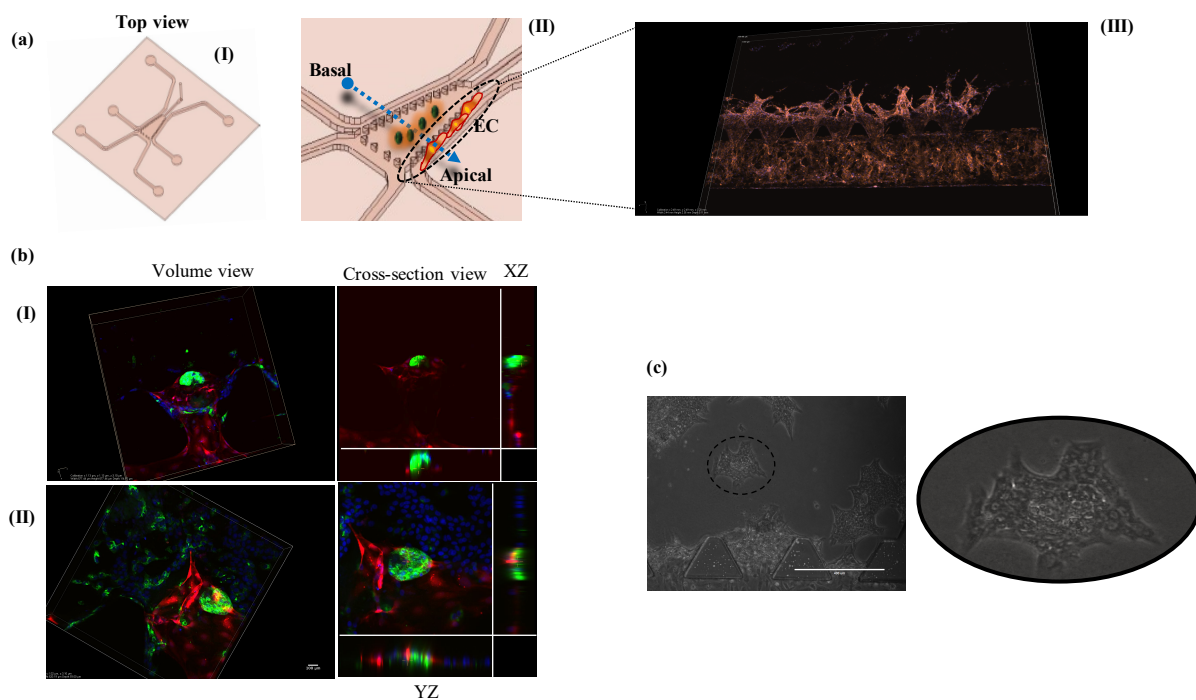 Top view
(a)
(I)
(II)
(III)
Basal
EC
Apical
(b)
Volume view
Cross-section view
XZ
(I)
(c)
(II)
YZ